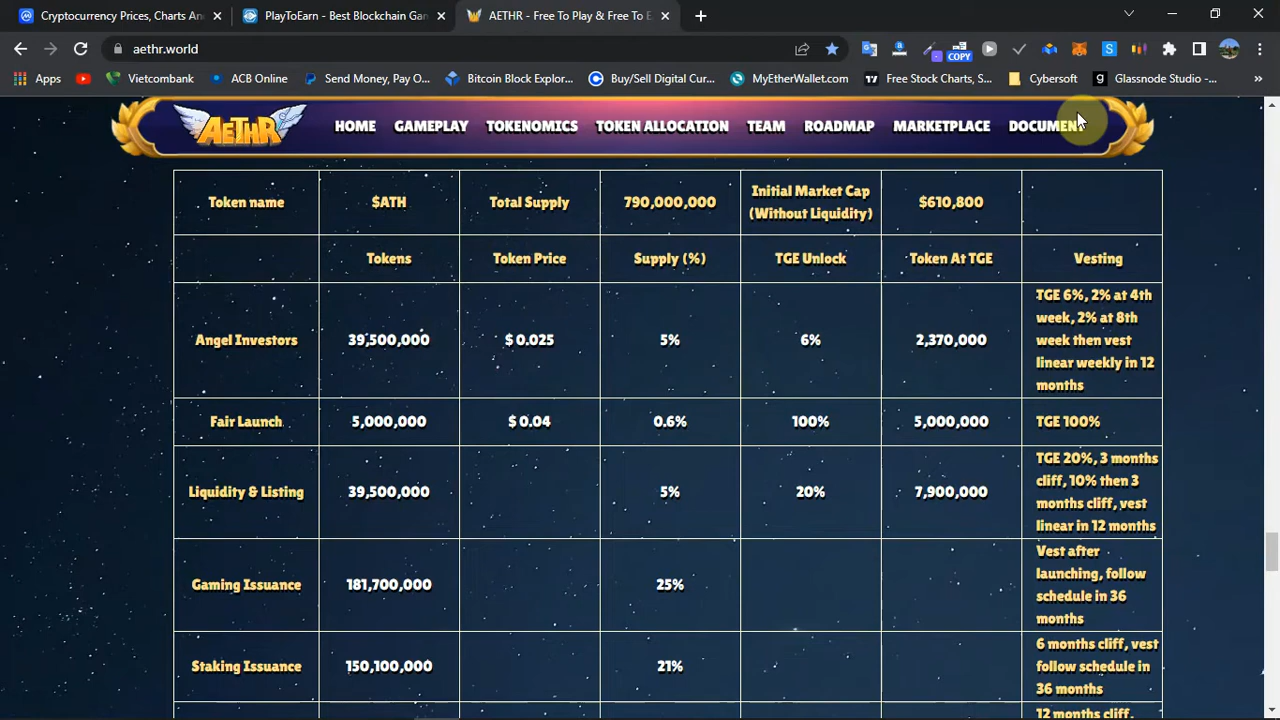 Cryptocurrency Prices, Charts An
PlayToEarn - Best Blockchain Gam
AETHR - Free To Play & Free To E
aethr.world
COPY
Apps
Vietcombank
ACB Online
Send Money, Pay O...
Bitcoin Block Explor...
Buy/Sell Digital Cur...
MyEtherWallet.com
Free Stock Charts, S...
Cybersoft
Glassnode Studio -...
AETHR
HOME
GAMEPLAY
TOKENOMICS
TOKEN ALLOCATION
TEAM
ROADMAP
MARKETPLACE
DOCUMENT
Token name
$ATH
Total Supply
790,000,000
Initial Market Cap
(Without Liquidity)
$610,800
Tokens
Token Price
Supply (%)
TGE Unlock
Token At TGE
Vesting
Angel Investors
39,500,000
$ 0.025
5%
6%
2,370,000
TGE 6%, 2% at 4th
week, 2% at 8th
week then vest
linear weekly in 12
months
Fair Launch
5,000,000
$ 0.04
0.6%
100%
5,000,000
TGE 100%
Liquidity & Listing
39,500,000
5%
20%
7,900,000
TGE 20%, 3 months
cliff, 10% then 3
months cliff, vest
linear in 12 months
Gaming Issuance
181,700,000
25%
Vest after
launching, follow
schedule in 36
months
Staking Issuance
150,100,000
21%
6 months cliff, vest
follow schedule in
36 months
12 months cliff,